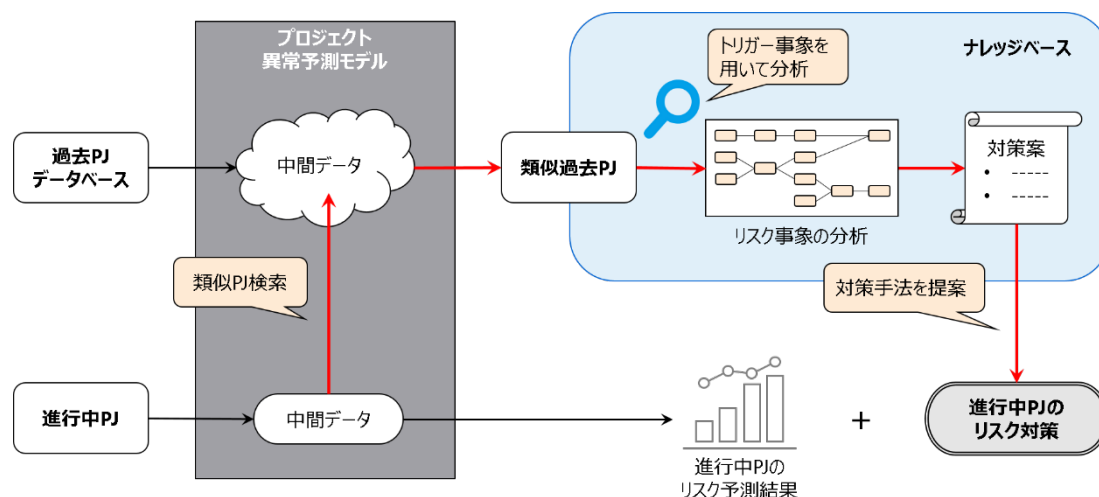 プロジェクト
異常予測モデル
ナレッジベース
トリガー事象を
用いて分析
過去PJ
データベース
中間データ
類似過去PJ
対策案
• -----
• -----
リスク事象の分析
類似PJ検索
対策手法を提案
進行中PJ
中間データ
+
進行中PJの
リスク対策
進行中PJの
リスク予測結果